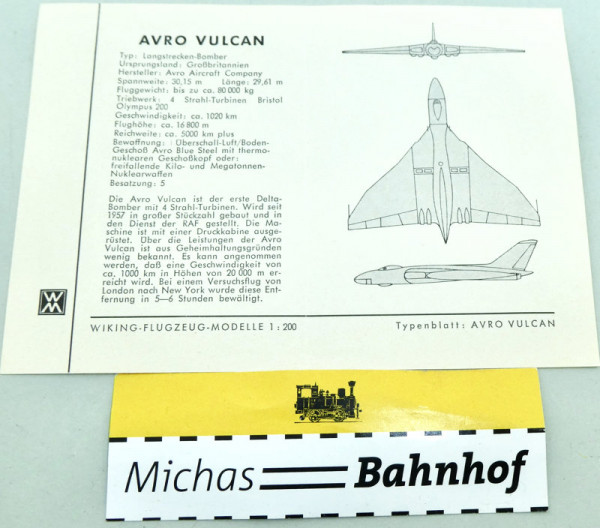 AVRO VULCAN
Typ: Langstrecken-Bomber
Ursprungsland: Großbritannien
Hersteller: Avro Aircraft Company
Spannweite: 30,15 m Länge: 29,61 m
Fluggewicht: bis zu ca. 80 000 kg
Triebwerk: 4 Strahl-Turbinen Bristol
Olympus 200
Geschwindigkeit: ca. 1020 km
Flughöhe: ca. 16 800 m
Reichweite: ca. 5000 km plus
Bewaffnung: Überschall-Luft/Boden-
Geschoß Avro Blue Steel mit thermo-
nuklearen Geschoßkopf oder:
freifallende Kilo- und Megatonnen-
Nuklearwaffen
Besatzung: 5
Die Avro Vulcan ist der erste Delta-
Bomber mit 4 Strahl-Turbinen. Wird seit
1957 in großer Stückzahl gebaut und in
den Dienst der RAF gestellt. Die Ma-
schine ist mit einer Druckkabine ausge-
rüstet. Über die Leistungen der Avro
Vulcan ist aus Geheimhaltungsgründen
wenig bekannt. Es kann angenommen
werden, daß eine Geschwindigkeit von
ca. 1000 km in Höhen von 20 000 m er-
reicht wird. Bei einem Versuchsflug von
London nach New York wurde diese Ent-
fernung in 5—6 Stunden bewältigt.
WM
WIKING-FLUGZEUG-MODELLE 1:200
Typenblatt: AVRO VULCAN
Michas Bahnhof